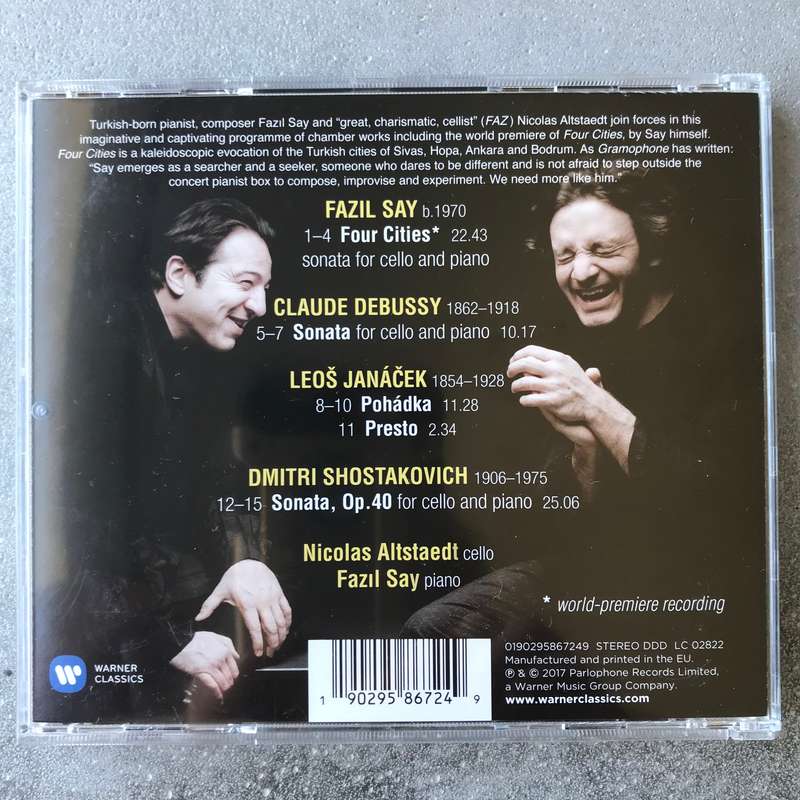 Turkish-born pianist, composer Fazıl Say and “great, charismatic, cellist” (FAZ) Nicolas Altstaedt join forces in this
imaginative and captivating programme of chamber works including the world premiere of Four Cities, by Say himself.
Four Cities is a kaleidoscopic evocation of the Turkish cities of Sivas, Hopa, Ankara and Bodrum. As Gramophone has written:
“Say emerges as a searcher and a seeker, someone who dares to be different and is not afraid to step outside the
concert pianist box to compose, improvise and experiment. We need more like him.”
FAZIL SAY b.1970
1–4 Four Cities* 22.43
sonata for cello and piano
CLAUDE DEBUSSY 1862–1918
5–7 Sonata for cello and piano 10.17
LEOŠ JANÁČEK 1854–1928
8–10 Pohádka 11.28
11 Presto 2.34
DMITRI SHOSTAKOVICH 1906–1975
12–15 Sonata, Op.40 for cello and piano 25.06
Nicolas Altstaedt cello
Fazıl Say piano
* world-premiere recording
WARNER
CLASSICS
1 90295 86724 9
0190295867249 STEREO DDD LC 02822
Manufactured and printed in the EU.
℗ & © 2017 Parlophone Records Limited,
a Warner Music Group Company.
www.warnerclassics.com